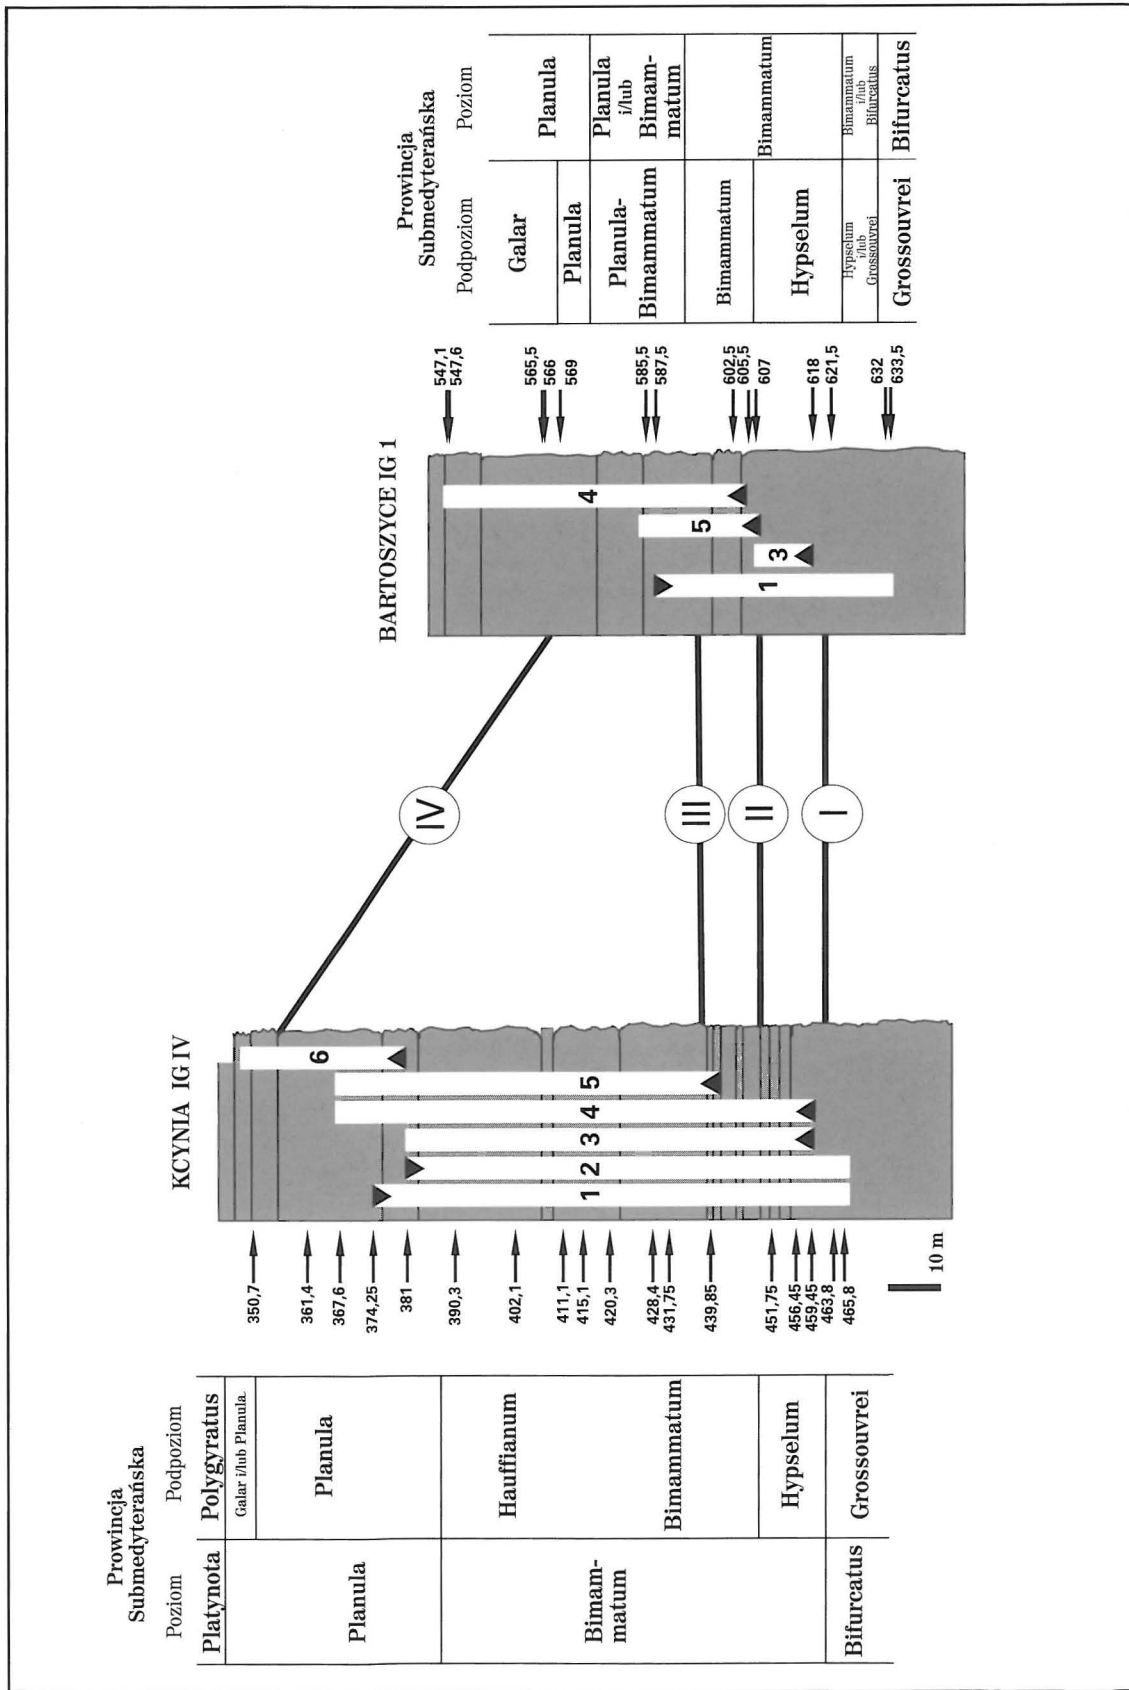 Prowincja
Submedyterańska
Poziom
Podpoziom
Platynota
Polygyratus
Planula
Galar i/lub Planula
Planula
Bimam-
matum
Hauffianum
Bimammatum
Hypselum
Bifurcatus
Grossouvrei
350,7
361,4
367,6
374,25
381
390,3
402,1
411,1
415,1
420,3
428,4
431,75
439,85
451,75
456,45
459,45
463,8
465,8
10 m
KCYNIA IG IV
1
2
3
4
5
6
IV
III
II
I
BARTOSZYCE IG 1
1
3
5
4
547,1
547,6
565,5
566
569
585,5
587,5
602,5
605,5
607
618
621,5
632
633,5
Prowincja
Submedyterańska
Podpoziom
Poziom
Galar
Planula
Planula-
Bimammatum
Bimammatum
Hypselum
Hypselum
i/lub
Grossouvrei
Grossouvrei
Planula
Planula
i/lub
Bimam-
matum
Bimammatum
Bimammatum
i/lub
Bifurcatus
Bifurcatus